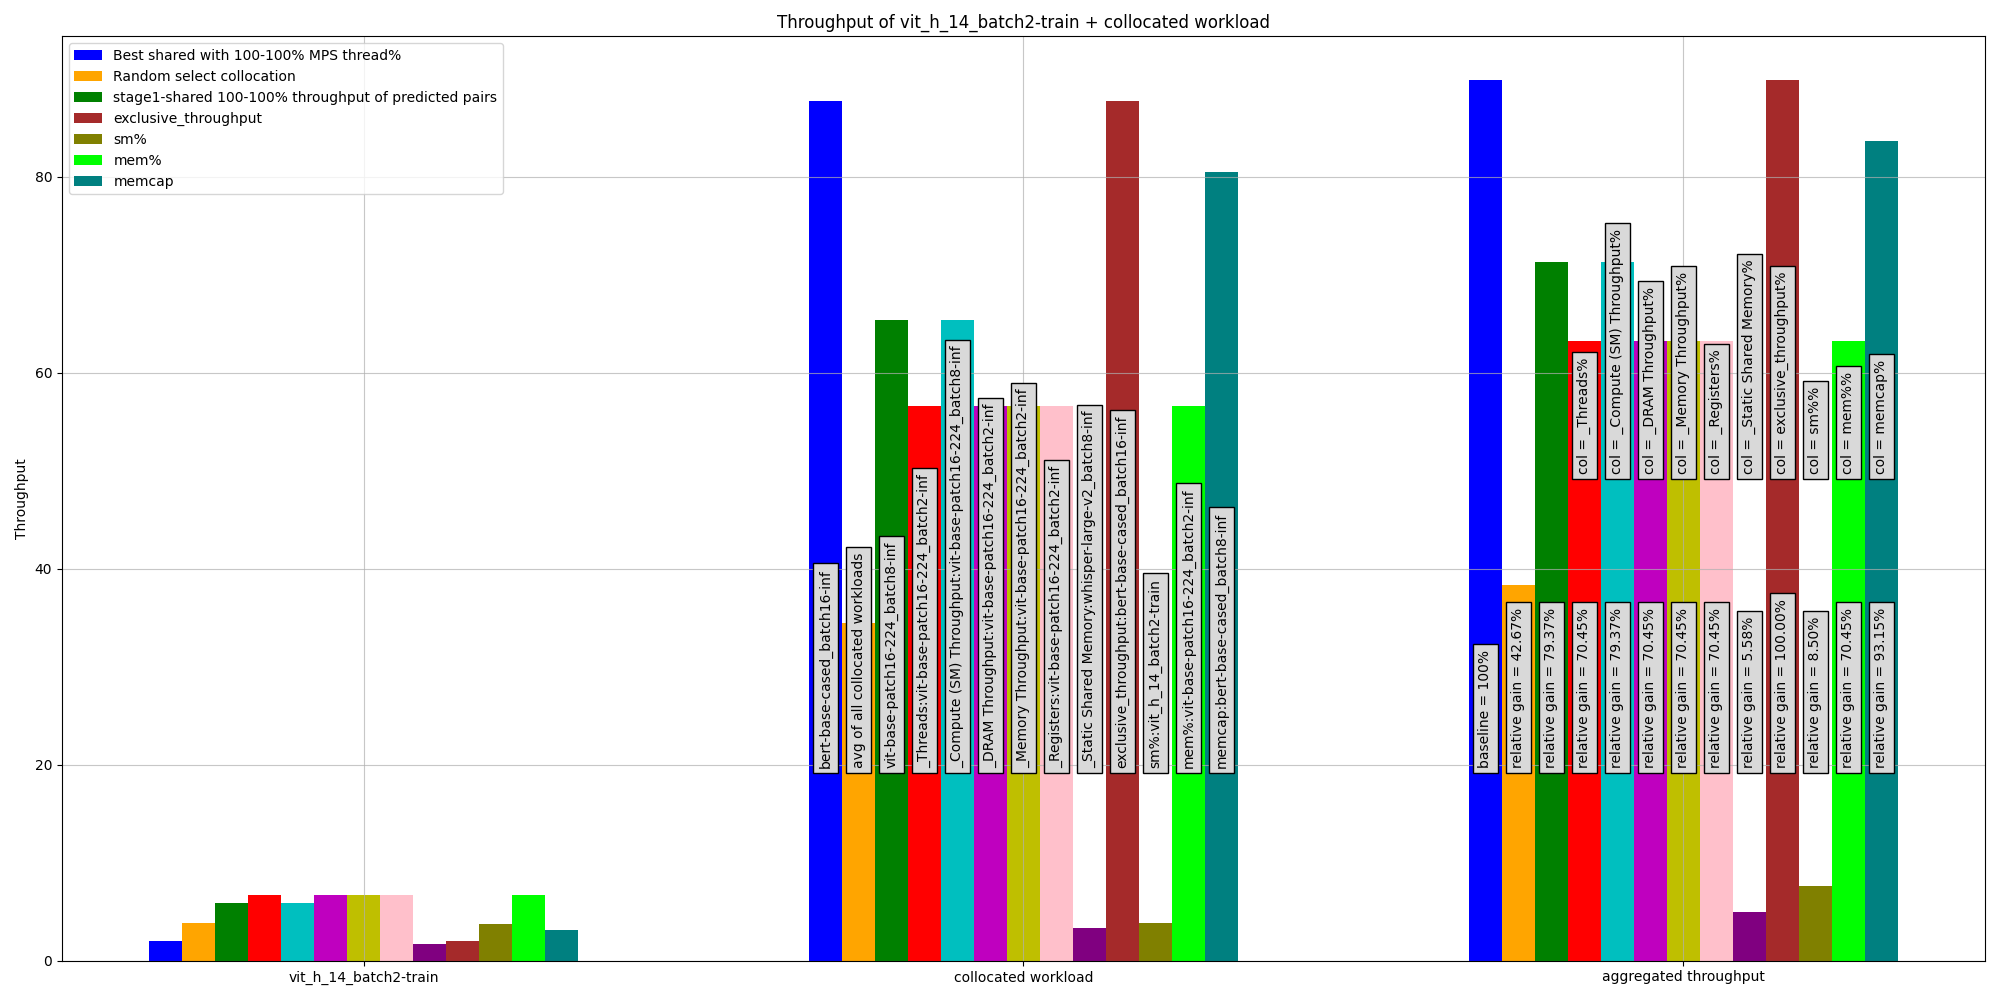 Throughput of vit_h_14_batch2-train + collocated workload
Best shared with 100-100% MPS thread%
Random select collocation
stage1-shared 100-100% throughput of predicted pairs
exclusive_throughput
sm%
mem%
memcap
Throughput
80
60
40
20
0
bert-base-cased_batch16-inf
avg of all collocated workloads
vit-base-patch16-224_batch8-inf
_Threads:vit-base-patch16-224_batch2-inf
_Compute (SM) Throughput:vit-base-patch16-224_batch8-inf
_DRAM Throughput:vit-base-patch16-224_batch2-inf
_Memory Throughput:vit-base-patch16-224_batch2-inf
_Registers:vit-base-patch16-224_batch2-inf
_Static Shared Memory:whisper-large-v2_batch8-inf
exclusive_throughput:bert-base-cased_batch16-inf
sm%:vit_h_14_batch2-train
mem%:vit-base-patch16-224_batch2-inf
memcap:bert-base-cased_batch8-inf
col = _Threads%
col = _Compute (SM) Throughput%
col = _DRAM Throughput%
col = _Memory Throughput%
col = _Registers%
col = _Static Shared Memory%
col = exclusive_throughput%
col = sm%%
col = mem%%
col = memcap%
baseline = 100%
relative gain = 42.67%
relative gain = 79.37%
relative gain = 70.45%
relative gain = 79.37%
relative gain = 70.45%
relative gain = 70.45%
relative gain = 70.45%
relative gain = 5.58%
relative gain = 100.00%
relative gain = 8.50%
relative gain = 70.45%
relative gain = 93.15%
vit_h_14_batch2-train
collocated workload
aggregated throughput